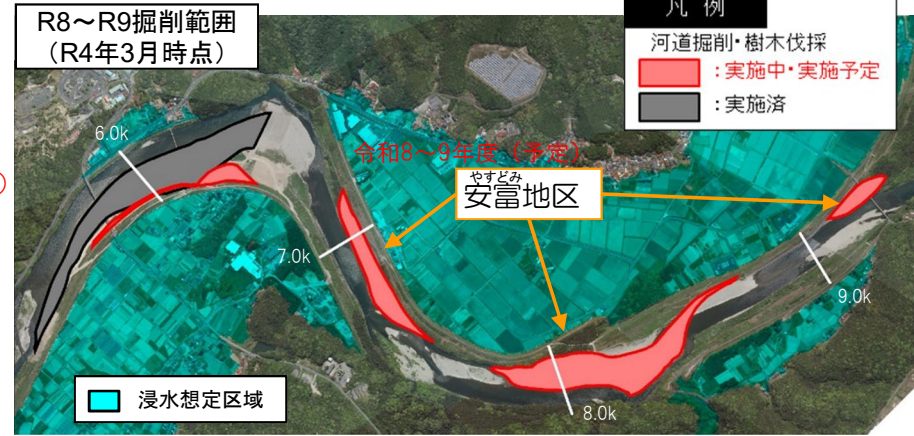 R8～R9掘削範囲
（R4年3月時点）
凡 例
河道掘削・樹木伐採
：実施中・実施予定
：実施済
6.0k
令和8～9年度（予定）
やすどみ
安富地区
7.0k
9.0k
8.0k
浸水想定区域